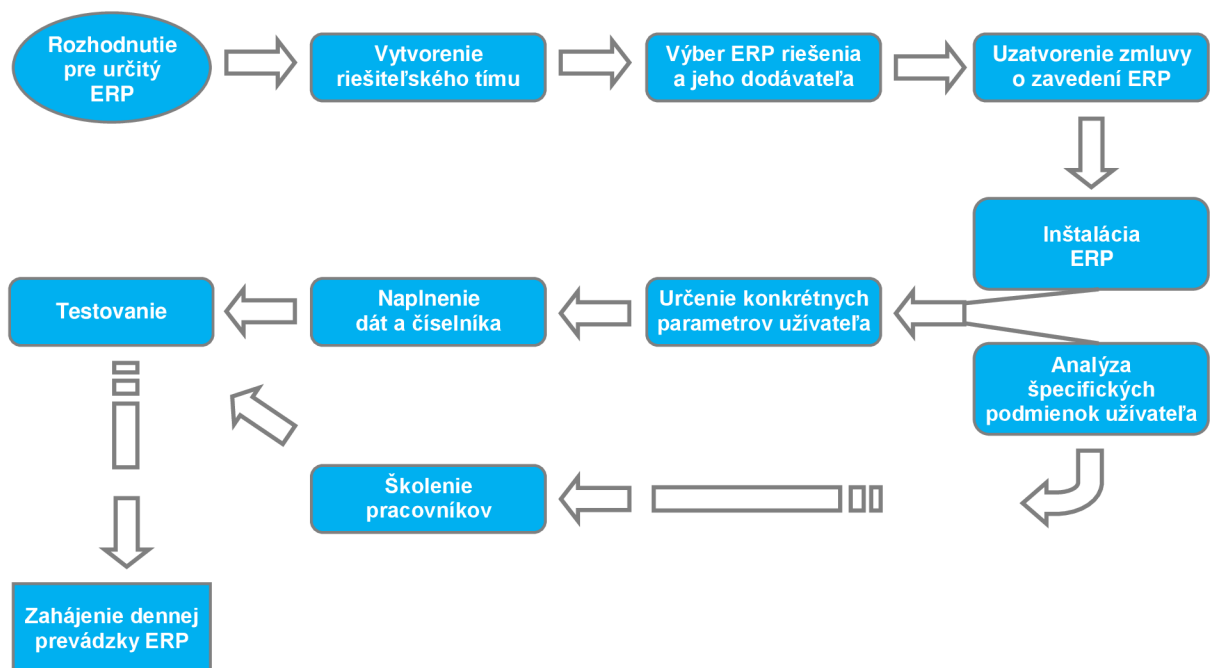 Rozhodnutie
pre určitý
ERP
Vytvorenie
riešiteľského tímu
Výber ERP riešenia
a jeho dodávateľa
Uzatvorenie zmluvy
o zavedení ERP
Inštalácia
ERP
Testovanie
Naplnenie
dát a číselníka
Určenie konkrétnych
parametrov užívateľa
Analýza
špecifických
podmienok užívateľa
Školenie
pracovníkov
Zahájenie dennej
prevádzky ERP